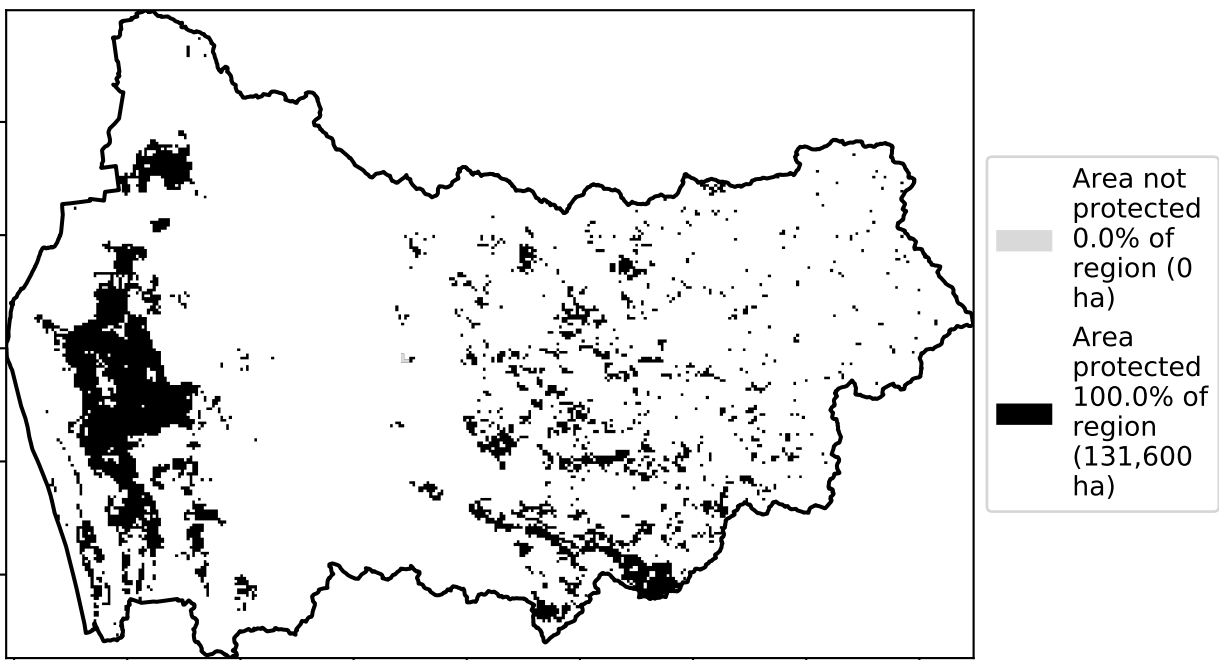 Area not
protected
0.0% of
region (0
ha)
Area
protected
100.0% of
region
(131,600
ha)